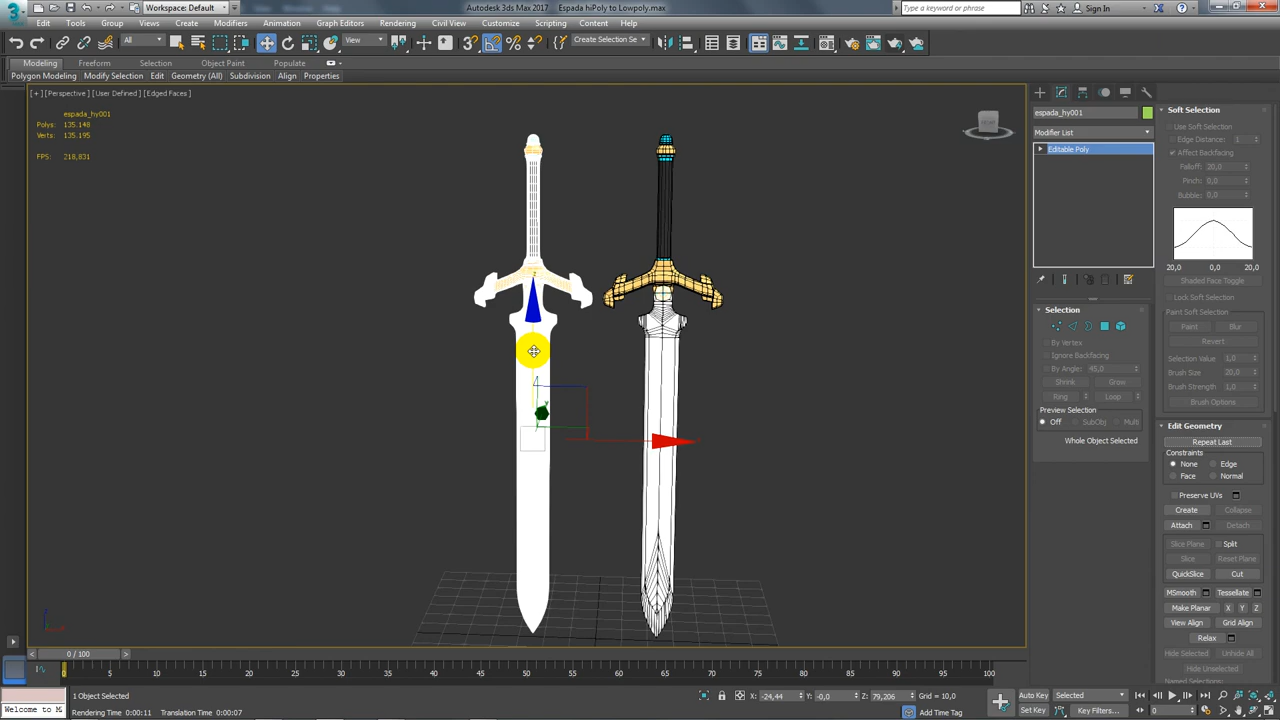 Workspace: Default
Autodesk 3ds Max 2017 Espada hiPoly to Lowpoly.max
Type a keyword or phrase
Sign In
Edit Tools Group Views Create Modifiers Animation Graph Editors Rendering Civil View Customize Scripting Content Help
All
View
Create Selection Se
Modeling Freeform Selection Object Paint Populate
Polygon Modeling Modify Selection Edit Geometry (All) Subdivision Align Properties
[+] [Perspective] [User Defined] [Edged Faces]
espada_hy001
Polys: 135.148
Verts: 135.195
FPS: 218,831
espada_hy001
Modifier List
Editable Poly
Selection
By Vertex
Ignore Backfacing
By Angle: 45,0
Shrink Grow
Ring Loop
Preview Selection
Off SubObj Multi
Whole Object Selected
Soft Selection
Use Soft Selection
Edge Distance: 1
Affect Backfacing
Falloff: 20,0
Pinch: 0,0
Bubble: 0,0
20,0 0,0 20,0
Shaded Face Toggle
Lock Soft Selection
Paint Soft Selection
Paint Blur
Revert
Selection Value 1,0
Brush Size 20,0
Brush Strength 1,0
Brush Options
Edit Geometry
Repeat Last
Constraints
None Edge
Face Normal
Preserve UVs
Create Collapse
Attach Detach
Slice Plane Split
Slice Reset Plane
QuickSlice Cut
MSmooth Tessellate
Make Planar X Y Z
View Align Grid Align
Relax
Hide Selected Unhide All
Hide Unselected
Named Selections:
0 / 100
0 5 10 15 20 25 30 35 40 45 50 55 60 65 70 75 80 85 90 95 100
1 Object Selected
X: -24,44 Y: -0,0 Z: 79,206 Grid = 10,0
Auto Key Selected
Welcome to M
Rendering Time 0:00:11 Translation Time 0:00:07
Add Time Tag
Set Key Key Filters...
0